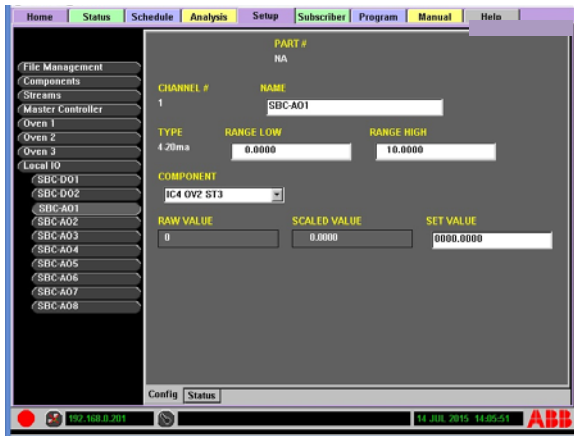 Home Status Schedule Analysis Setup Subscriber Program Manual Help
PART #
NA
File Management
Components
Streams
Master Controller
Oven 1
Oven 2
Oven 3
Local IO
SBC-DO1
SBC-DO2
SBC-AO1
SBC-AO2
SBC-AO3
SBC-AO4
SBC-AO5
SBC-AO6
SBC-AO7
SBC-AO8
CHANNEL # NAME
1 SBC-AO1
TYPE RANGE LOW RANGE HIGH
4-20ma 0.0000 10.0000
COMPONENT
IC4 OV2 ST3
RAW VALUE SCALED VALUE SET VALUE
0 0.0000 0000.0000
Config Status
192.168.0.201 14 JUL 2015 14:05:51 ABB